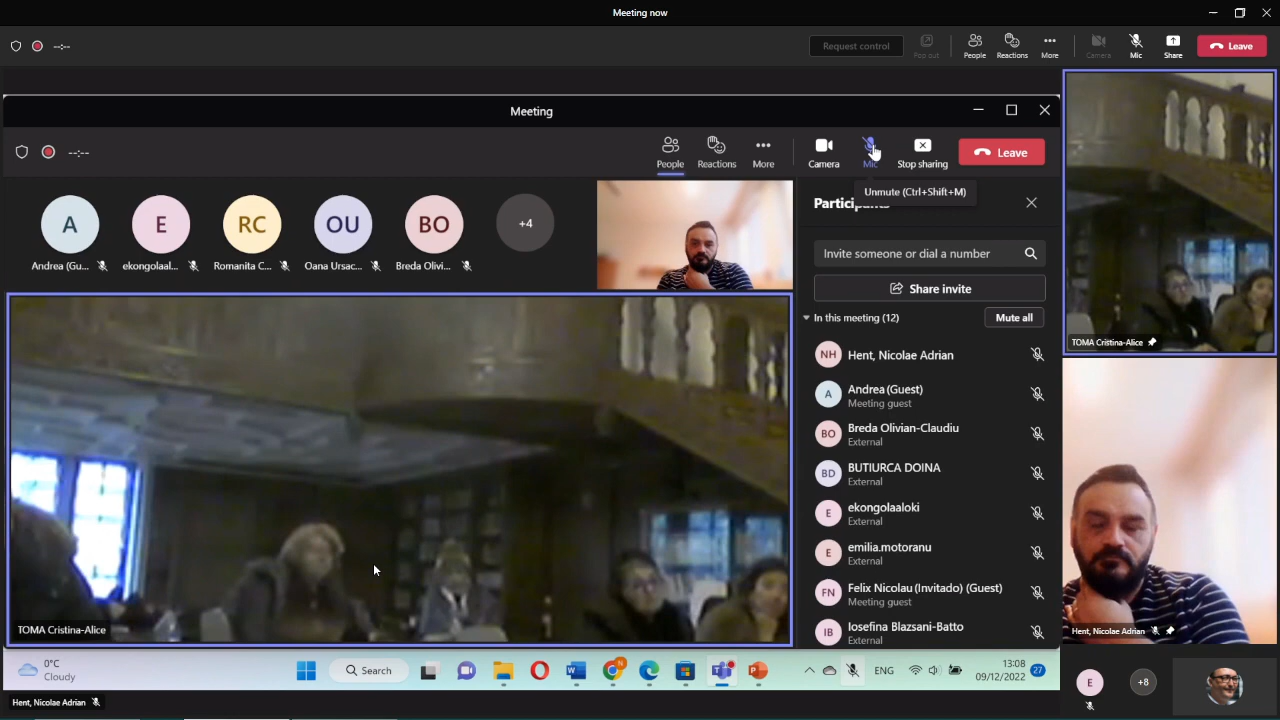 Meeting now
--:--
Request control
Pop out
People
Reactions
More
Camera
Mic
Share
Leave
Meeting
--:--
People
Reactions
More
Camera
Mic
Stop sharing
Leave
Unmute (Ctrl+Shift+M)
A
E
RC
OU
BO
+4
Andrea (Gu...
ekongolaal...
Romanita C...
Oana Ursac...
Breda Olivi...
Participants
Invite someone or dial a number
Share invite
In this meeting (12)
Mute all
NH
Hent, Nicolae Adrian
A
Andrea (Guest)
Meeting guest
BO
Breda Olivian-Claudiu
External
BD
BUTIURCA DOINA
External
E
ekongolaaloki
External
E
emilia.motoranu
External
FN
Felix Nicolau (Invitado) (Guest)
Meeting guest
IB
Iosefina Blazsani-Batto
External
TOMA Cristina-Alice
TOMA Cristina-Alice
Hent, Nicolae Adrian
0°C
Cloudy
Search
ENG
13:08
09/12/2022
27
Hent, Nicolae Adrian
E
+8